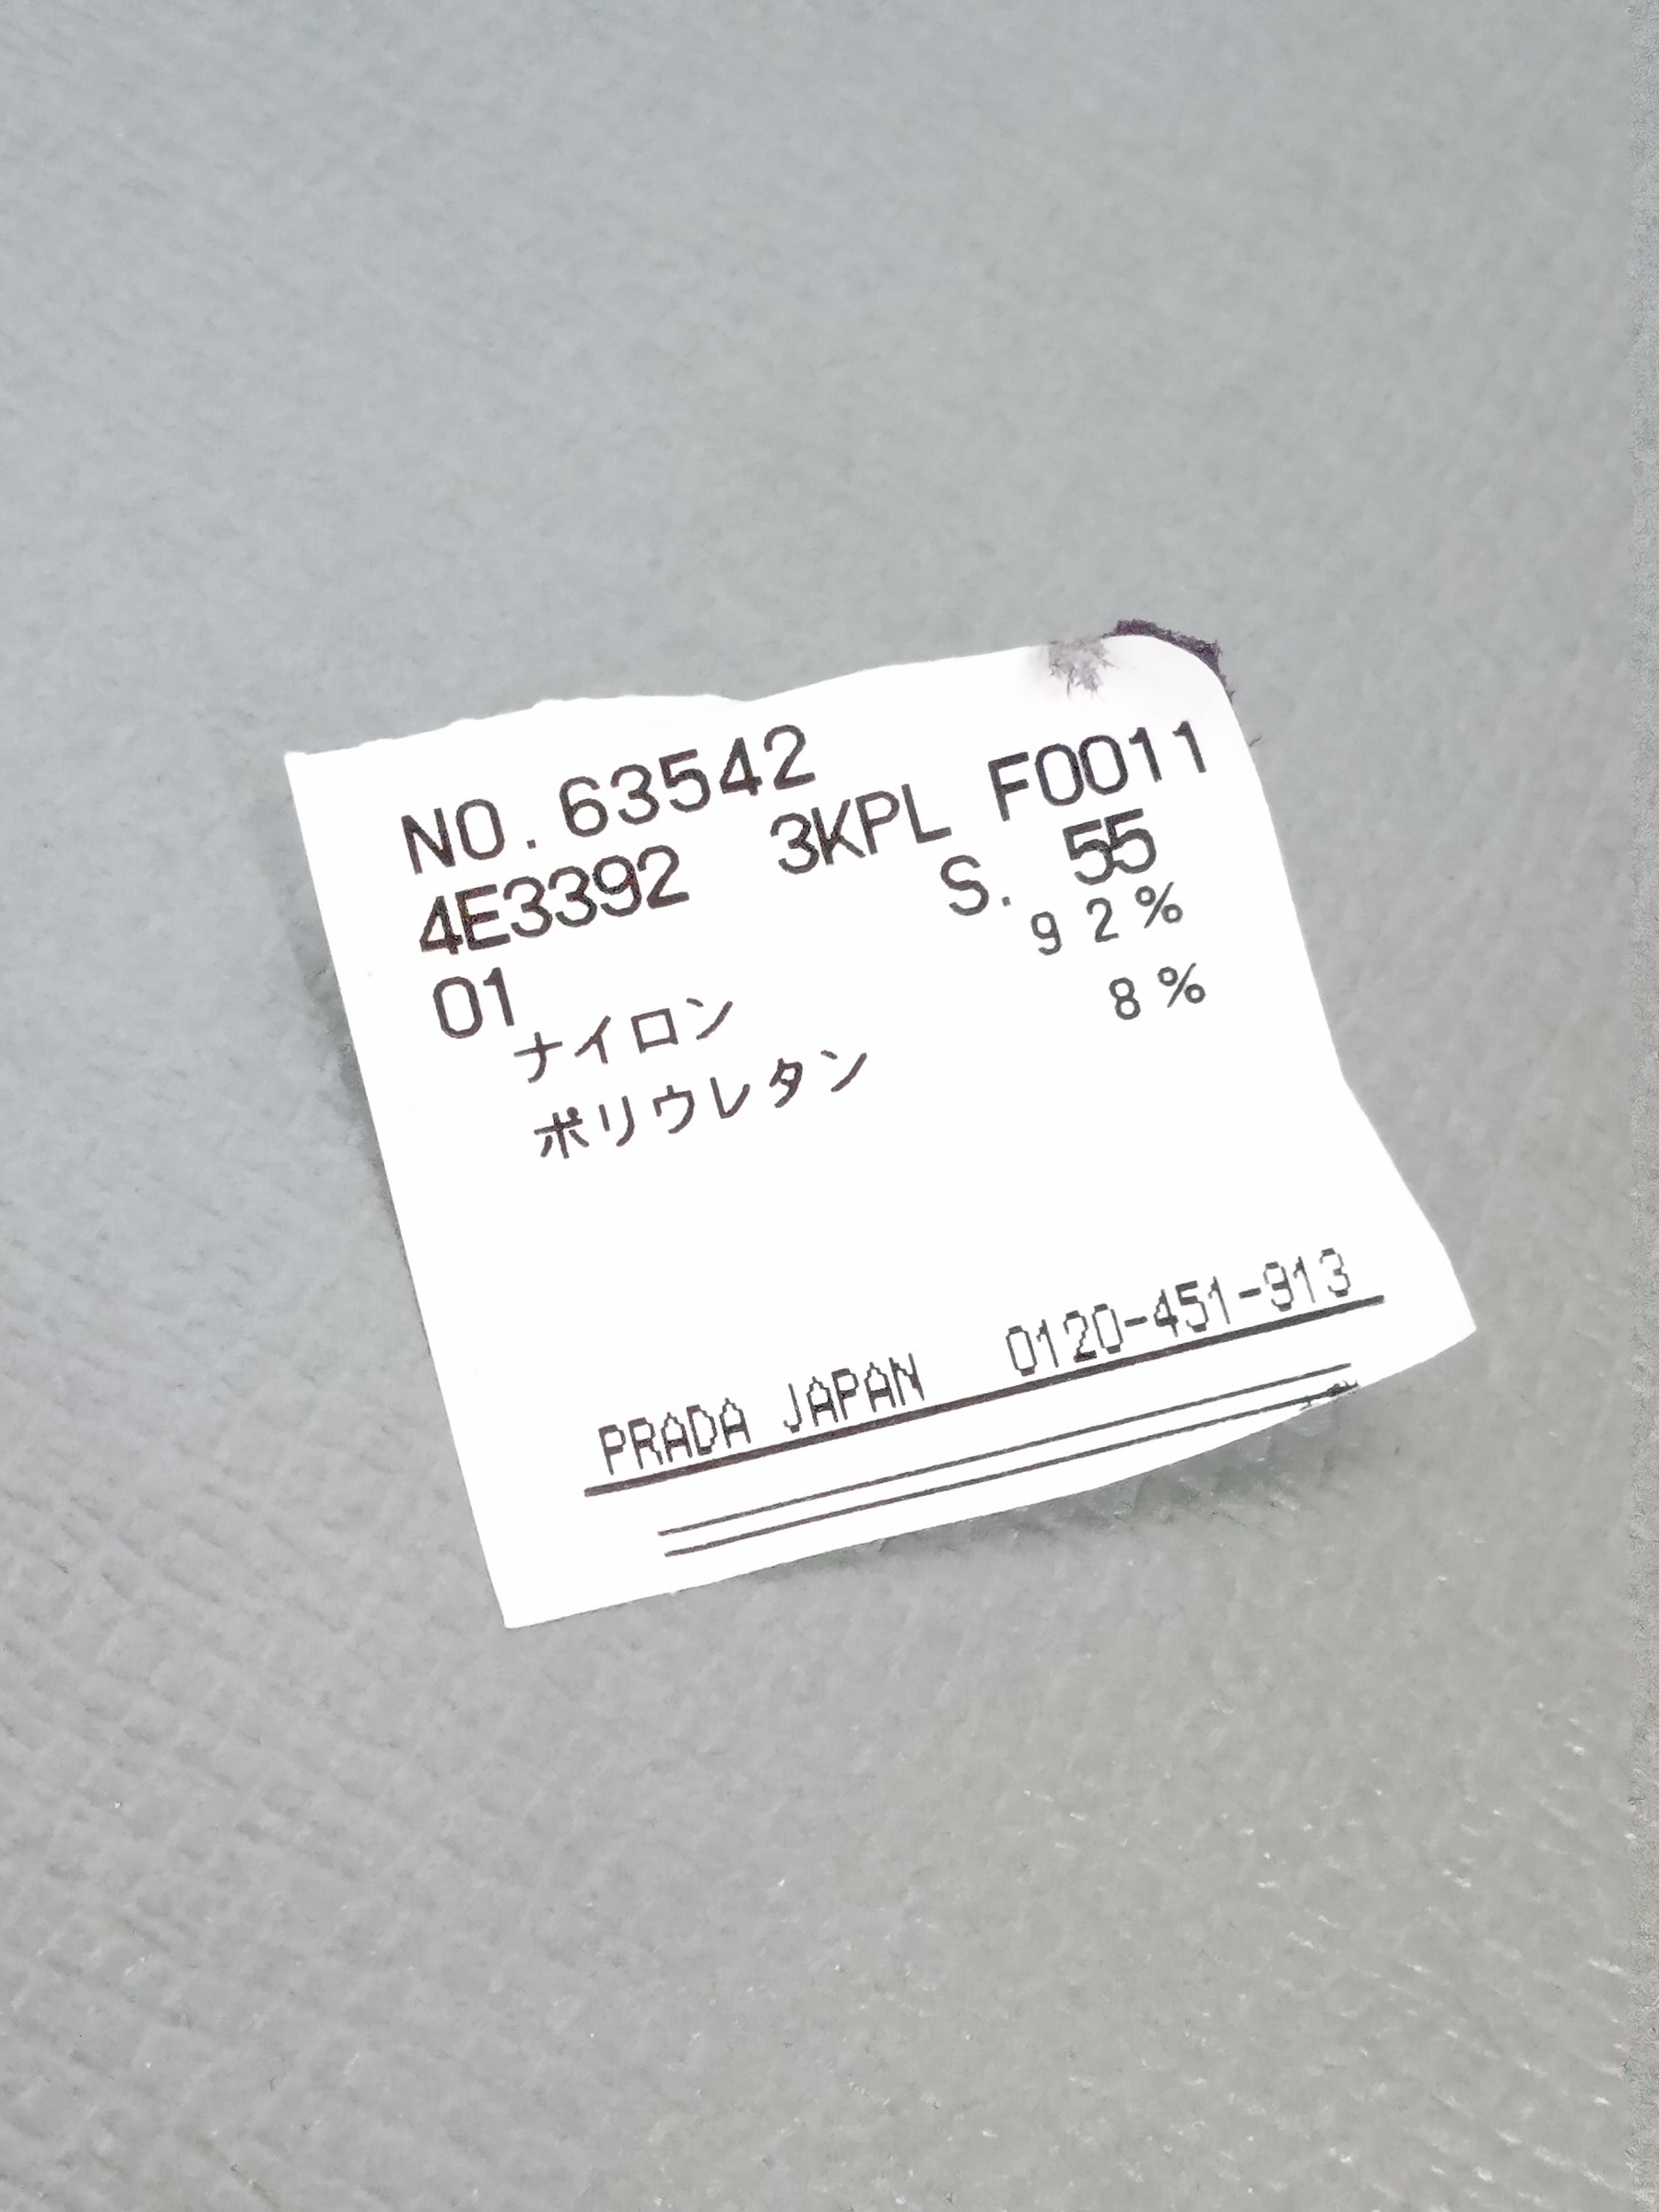 NO.63542
4E3392 3KPL F0011
01 S. 55
ナイロン 92%
ポリウレタン 8%
PRADA JAPAN 0120-451-913